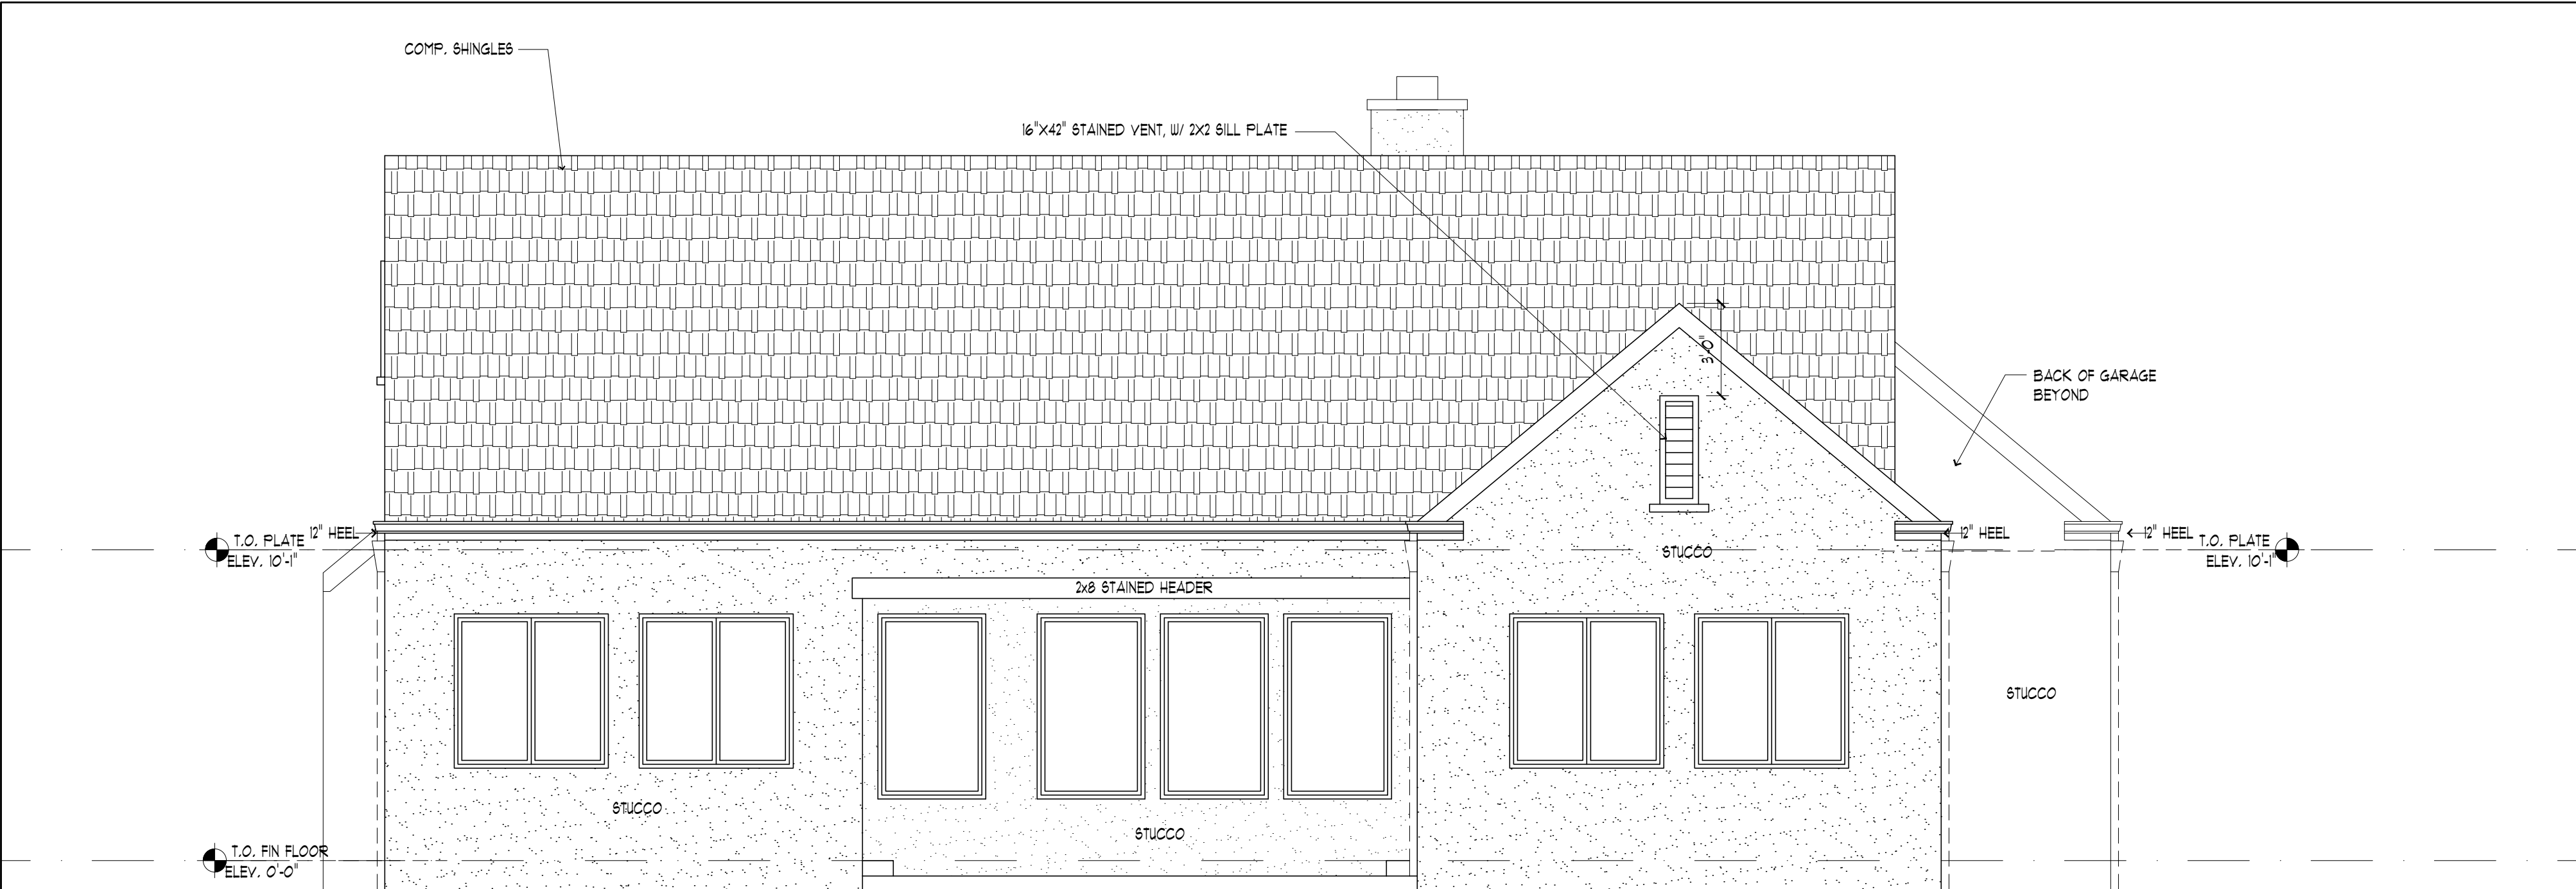 COMP. SHINGLES
16"X42" STAINED VENT, W/ 2X2 SILL PLATE
3'-0"
BACK OF GARAGE
BEYOND
12" HEEL
T.O. PLATE
ELEV. 10'-1"
12" HEEL
12" HEEL
T.O. PLATE
ELEV. 10'-1"
STUCCO
2x8 STAINED HEADER
STUCCO
STUCCO
STUCCO
T.O. FIN FLOOR
ELEV. 0'-0"